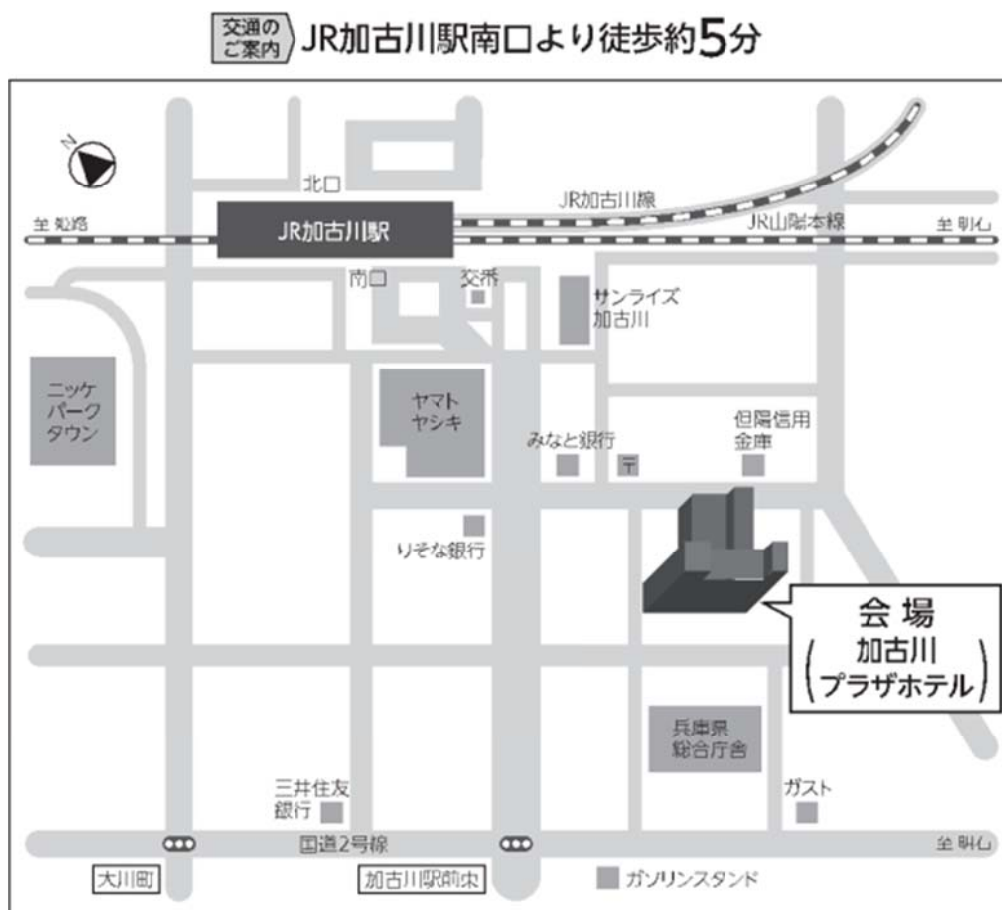 交通の
ご案内
JR加古川駅南口より徒歩約5分
N
北口
JR加古川線
至 姫路
JR加古川駅
JR山陽本線
至 明石
南口
交番
サンライズ
加古川
ニッケ
パーク
タウン
ヤマト
ヤシキ
みなと銀行
〒
但陽信用
金庫
りそな銀行
会場
加古川
プラザホテル
兵庫県
総合庁舎
三井住友
銀行
ガスト
国道2号線
至 明石
大川町
加古川駅前南
ガソリンスタンド